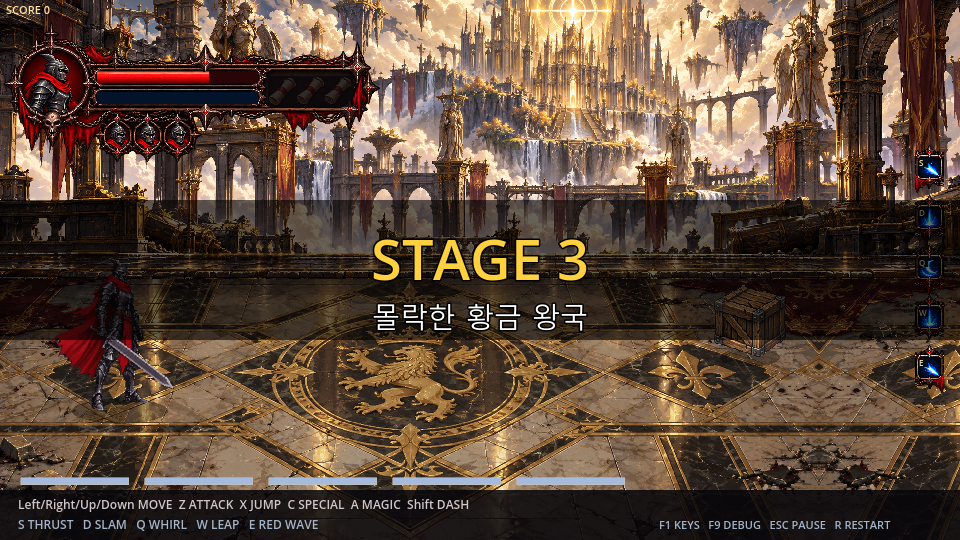 SCORE 0
S
D
Q
W
E
STAGE 3
몰락한 황금 왕국
Left/Right/Up/Down MOVE Z ATTACK X JUMP C SPECIAL A MAGIC Shift DASH
S THRUST D SLAM Q WHIRL W LEAP E RED WAVE
F1 KEYS F9 DEBUG ESC PAUSE R RESTART